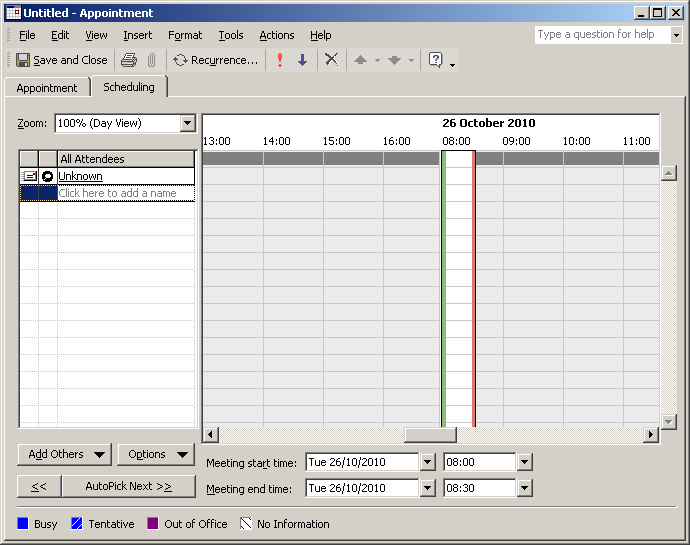 Untitled - Appointment
File Edit View Insert Format Tools Actions Help Type a question for help
Save and Close Recurrence...
Appointment Scheduling
Zoom: 100% (Day View)
26 October 2010
13:00 14:00 15:00 16:00 08:00 09:00 10:00 11:00
All Attendees
Unknown
Click here to add a name
Add Others Options
Meeting start time: Tue 26/10/2010 08:00
<< AutoPick Next >>
Meeting end time: Tue 26/10/2010 08:30
Busy Tentative Out of Office No Information